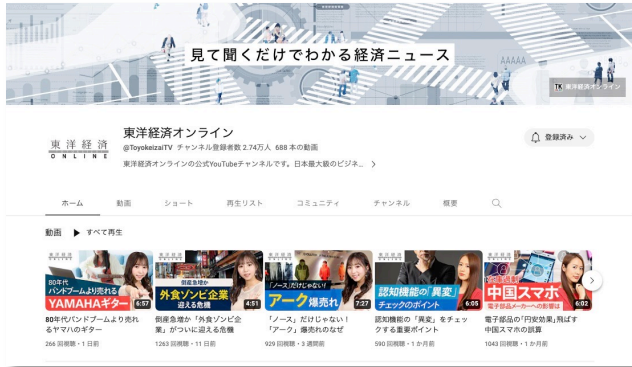 見て聞くだけでわかる経済ニュース
AAAAA
TK 東洋経済オンライン
東洋経済
ONLINE
東洋経済オンライン
@ToyokeizaiTV チャンネル登録者数 2.74万人 688 本の動画
東洋経済オンラインの公式YouTubeチャンネルです。日本最大級のビジネ...
登録済み
ホーム 動画 ショート 再生リスト コミュニティ チャンネル 概要
動画 ▶ すべて再生
80年代
バンドブームより売れる
YAMAHAギター
6:57
倒産急増か
外食ゾンビ企業
迎える危機
4:51
「ノース」だけじゃない!
アーク爆売れ
7:27
認知機能の「異変」
チェックのポイント
6:05
中国スマホ
電子部品メーカーへの影響は
6:02
80年代バンドブームより売れるヤマハのギター
266 回視聴・1 日前
倒産急増か「外食ゾンビ企業」がついに迎える危機
1263 回視聴・11 日前
「ノース」だけじゃない!「アーク」爆売れのなぜ
929 回視聴・3 週間前
認知機能の「異変」をチェックする重要ポイント
590 回視聴・1 か月前
電子部品の「円安効果」飛ばす中国スマホの誤算
1043 回視聴・1 か月前